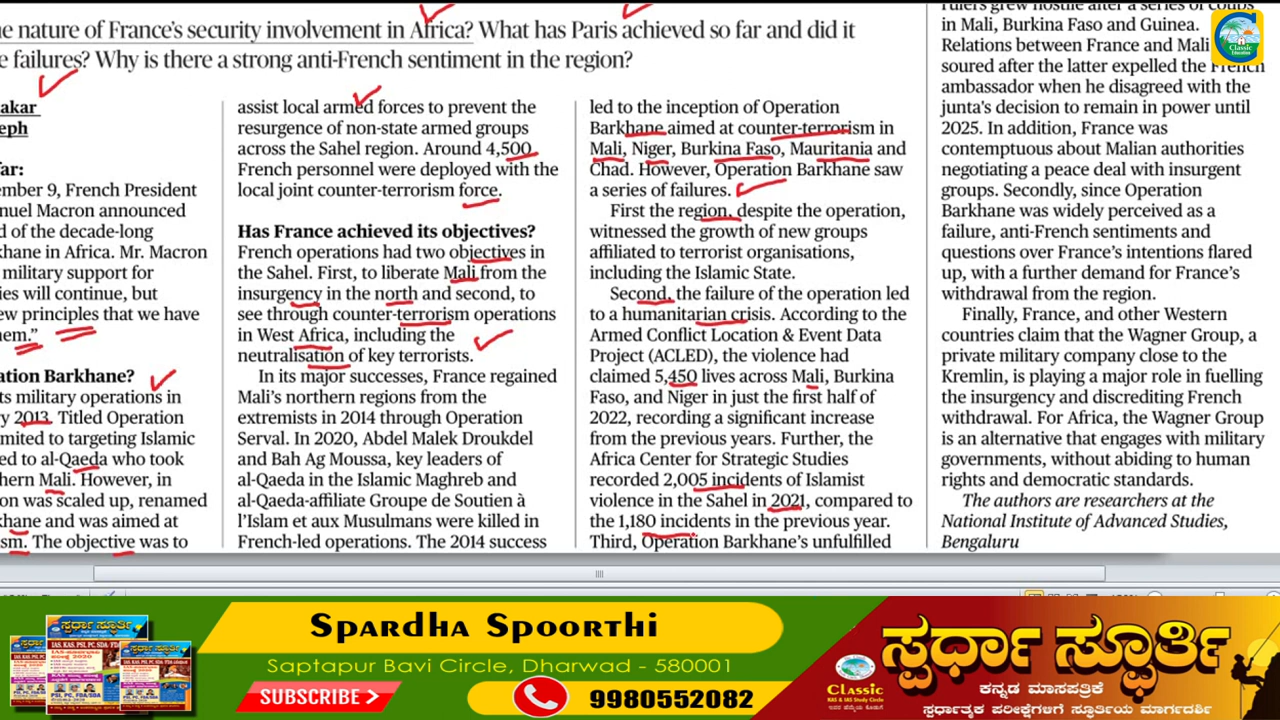 ne nature of France's security involvement in Africa? What has Paris achieved so far and did it
e failures? Why is there a strong anti-French sentiment in the region?
akar
eph
far:
ember 9, French President
nuel Macron announced
d of the decade-long
khane in Africa. Mr. Macron
military support for
ies will continue, but
ew principles that we have
em."
ation Barkhane?
ts military operations in
ry 2013. Titled Operation
mited to targeting Islamic
ed to al-Qaeda who took
hern Mali. However, in
on was scaled up, renamed
khane and was aimed at
sm. The objective was to
assist local armed forces to prevent the
resurgence of non-state armed groups
across the Sahel region. Around 4,500
French personnel were deployed with the
local joint counter-terrorism force.
Has France achieved its objectives?
French operations had two objectives in
the Sahel. First, to liberate Mali from the
insurgency in the north and second, to
see through counter-terrorism operations
in West Africa, including the
neutralisation of key terrorists.
In its major successes, France regained
Mali's northern regions from the
extremists in 2014 through Operation
Serval. In 2020, Abdel Malek Droukdel
and Bah Ag Moussa, key leaders of
al-Qaeda in the Islamic Maghreb and
al-Qaeda-affiliate Groupe de Soutien à
l'Islam et aux Musulmans were killed in
French-led operations. The 2014 success
led to the inception of Operation
Barkhane aimed at counter-terrorism in
Mali, Niger, Burkina Faso, Mauritania and
Chad. However, Operation Barkhane saw
a series of failures.
First the region, despite the operation,
witnessed the growth of new groups
affiliated to terrorist organisations,
including the Islamic State.
Second, the failure of the operation led
to a humanitarian crisis. According to the
Armed Conflict Location & Event Data
Project (ACLED), the violence had
claimed 5,450 lives across Mali, Burkina
Faso, and Niger in just the first half of
2022, recording a significant increase
from the previous years. Further, the
Africa Center for Strategic Studies
recorded 2,005 incidents of Islamist
violence in the Sahel in 2021, compared to
the 1,180 incidents in the previous year.
Third, Operation Barkhane's unfulfilled
rulers grew hostile after a series of coups
in Mali, Burkina Faso and Guinea.
Relations between France and Mali
soured after the latter expelled the French
ambassador when he disagreed with the
junta's decision to remain in power until
2025. In addition, France was
contemptuous about Malian authorities
negotiating a peace deal with insurgent
groups. Secondly, since Operation
Barkhane was widely perceived as a
failure, anti-French sentiments and
questions over France's intentions flared
up, with a further demand for France's
withdrawal from the region.
Finally, France, and other Western
countries claim that the Wagner Group, a
private military company close to the
Kremlin, is playing a major role in fuelling
the insurgency and discrediting French
withdrawal. For Africa, the Wagner Group
is an alternative that engages with military
governments, without abiding to human
rights and democratic standards.
The authors are researchers at the
National Institute of Advanced Studies,
Bengaluru
Classic
Education
ಸ್ಪರ್ಧಾ ಸ್ಫೂರ್ತಿ
Spardha Spoorthi
Saptapur Bavi Circle Dharwad - 580001
SUBSCRIBE >
9980552082
Classic
KAS & IAS Study Circle
ಸ್ಪರ್ಧಾ ಸ್ಫೂರ್ತಿ
ಕನ್ನಡ ಮಾಸಪತ್ರಿಕೆ
ಸ್ಪರ್ಧಾತ್ಮಕ ಪರೀಕ್ಷೆಗಳಿಗೆ ಸ್ಫೂರ್ತಿಯ ಮಾರ್ಗದರ್ಶಿ